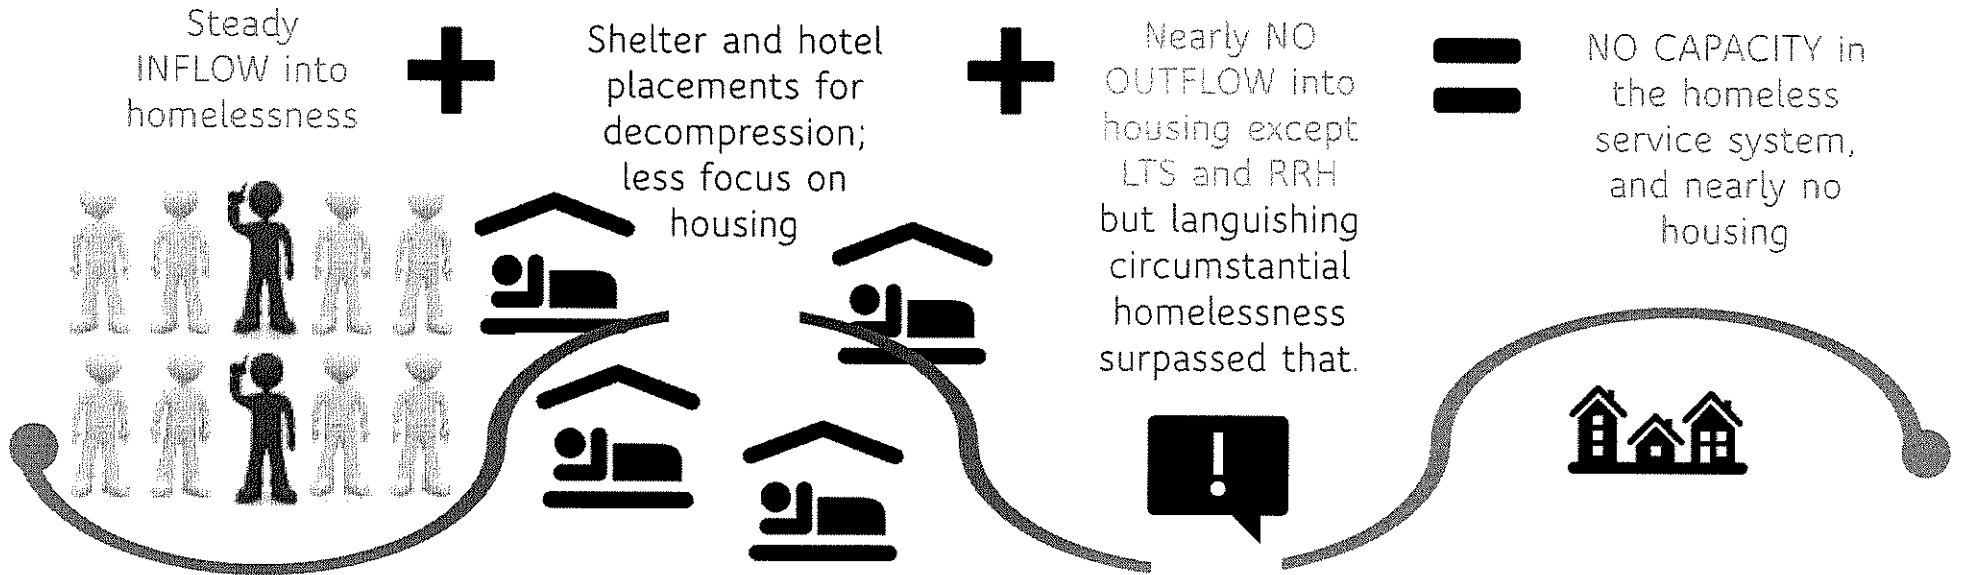 Steady
INFLOW into
homelessness
Shelter and hotel
placements for
decompression;
less focus on
housing
Nearly NO
OUTFLOW into
housing except
LTS and RRH
but languishing
circumstantial
homelessness
surpassed that.
NO CAPACITY in
the homeless
service system,
and nearly no
housing